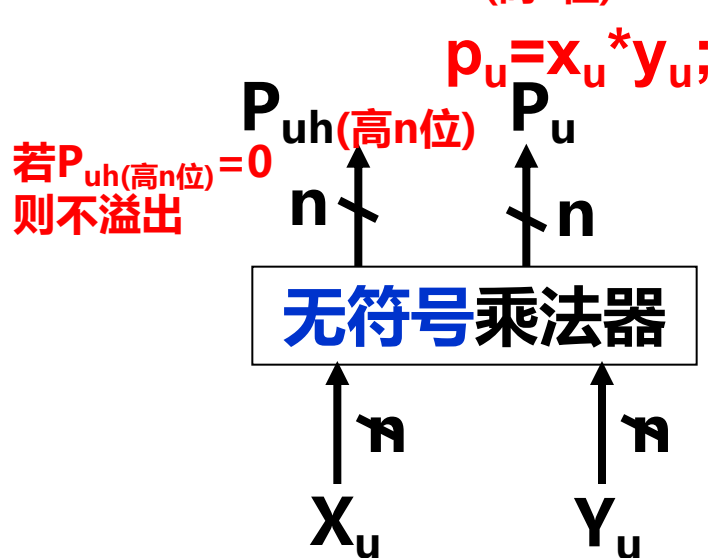 pu=xu*yu;
Puh(高n位) Pu
若Puh(高n位)=0
则不溢出
n n
无符号乘法器
n n
Xu Yu